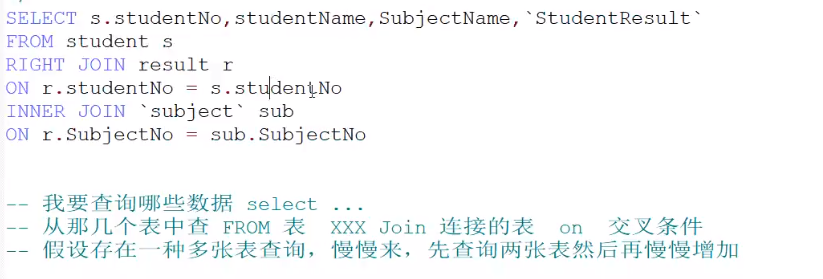 SELECT s.studentNo,studentName,SubjectName,`StudentResult`
FROM student s
RIGHT JOIN result r
ON r.studentNo = s.studentNo
INNER JOIN `subject` sub
ON r.SubjectNo = sub.SubjectNo
-- 我要查询哪些数据 select ...
-- 从那几个表中查 FROM 表 XXX Join 连接的表 on 交叉条件
-- 假设存在一种多张表查询，慢慢来，先查询两张表然后再慢慢增加